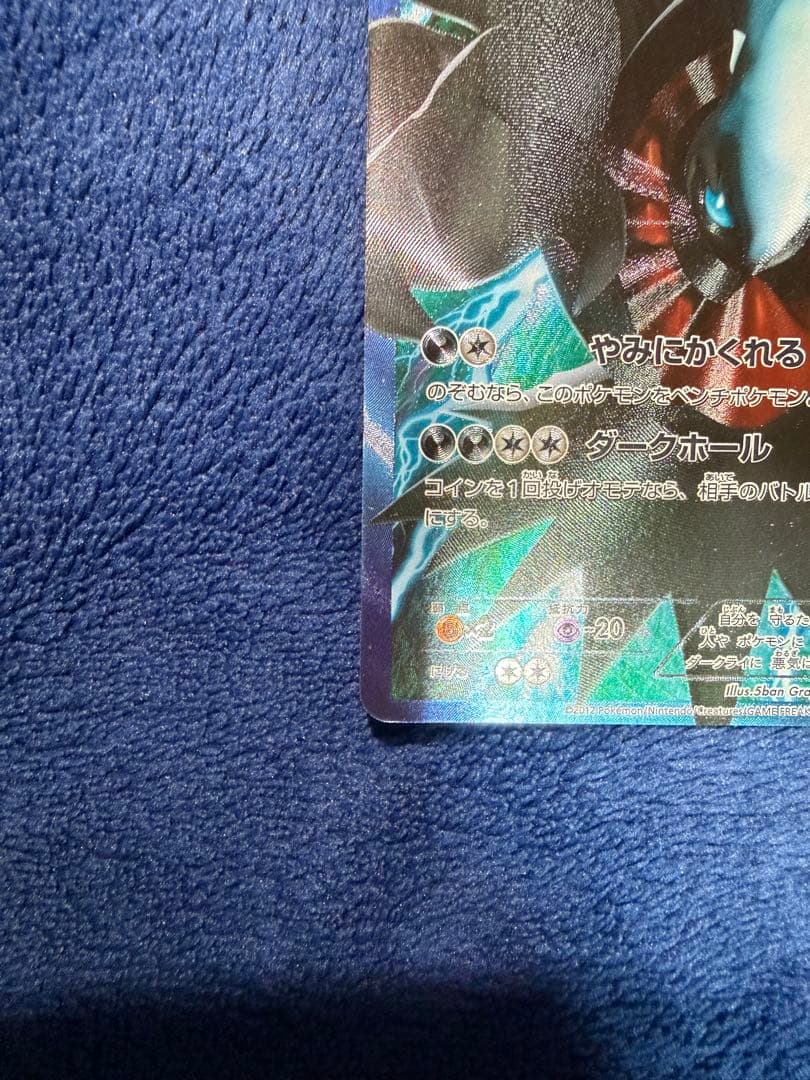 やみにかくれる
のぞむなら、このポケモンをベンチポケモン
ダークホール
コインを1回投げオモテなら、相手のバトル
にする。
弱点 抵抗力
×2 -20
にげる
自分を 守るた
人や ポケモンに
ダークライに 悪気は
Illus.5ban Gra
©2012 Pokémon/Nintendo/Creatures/GAME FREAK